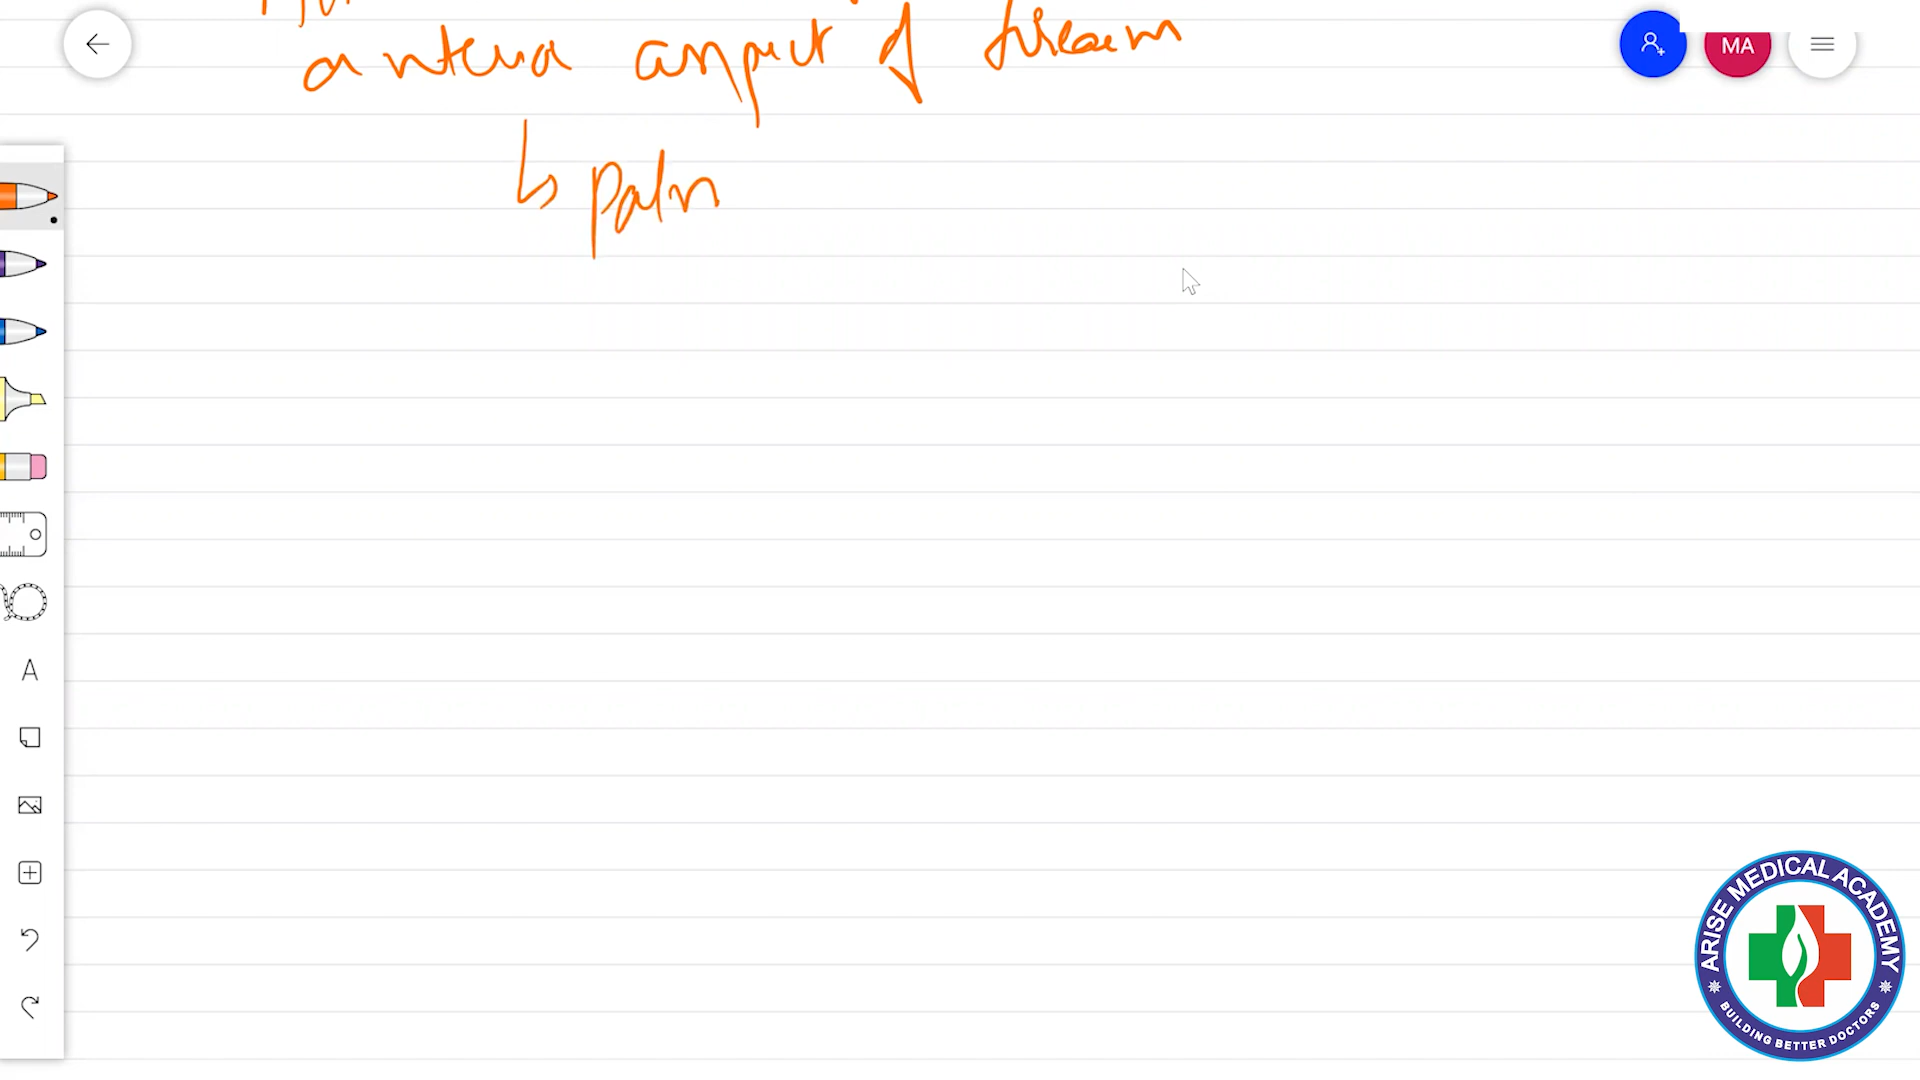 MA
anterior aspect of forearm
↳ palm
A
ARISE MEDICAL ACADEMY
BUILDING BETTER DOCTORS